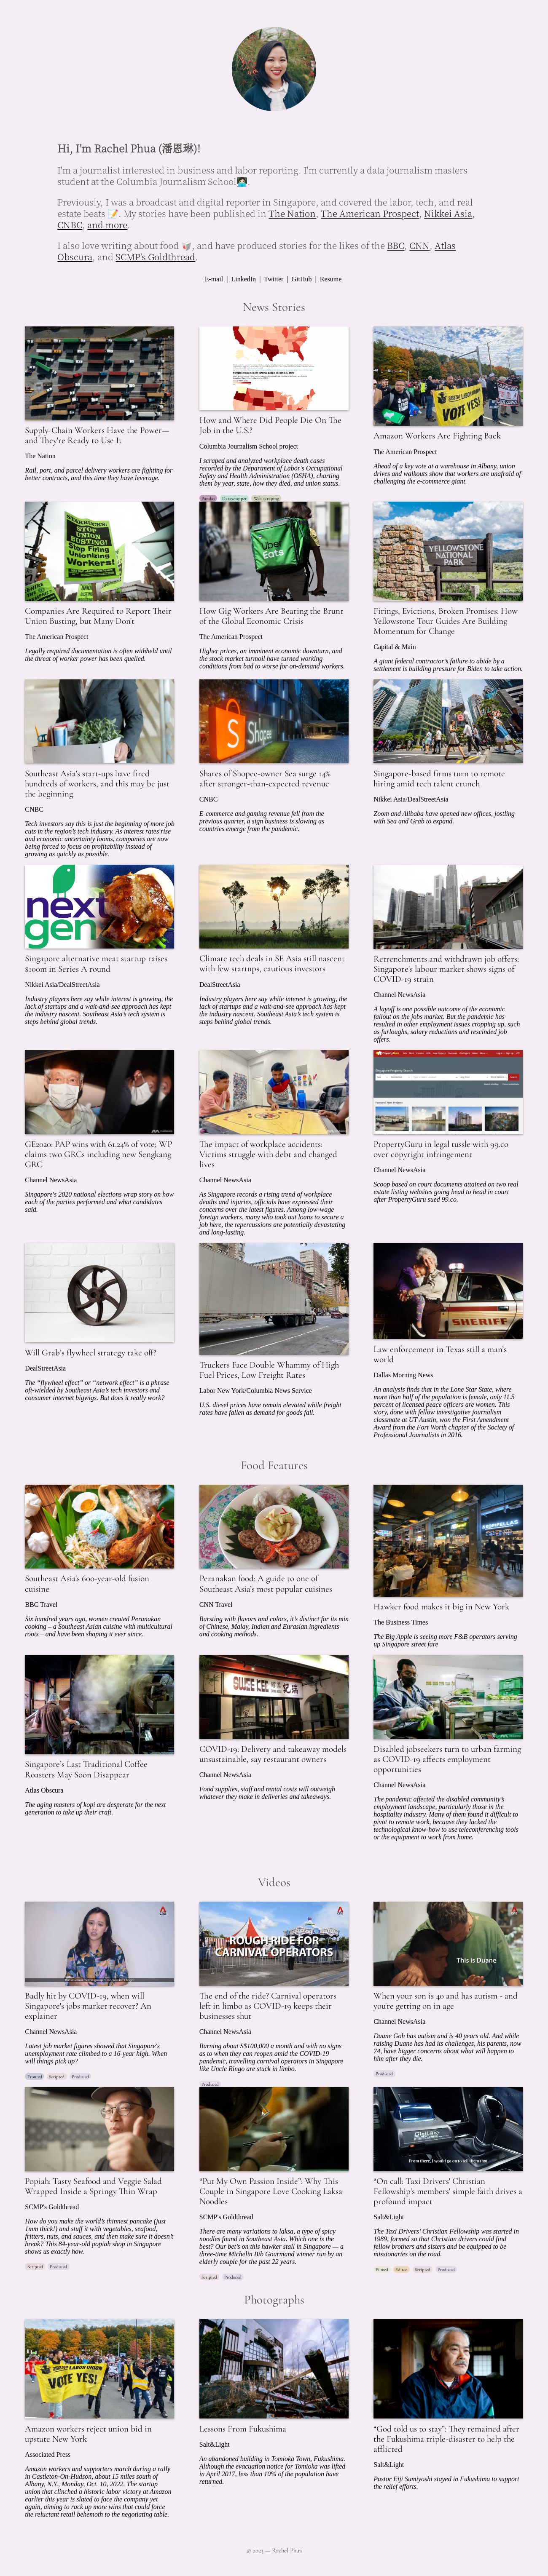 Hi, I'm Rachel Phua (潘恩琳)!
I'm a journalist interested in business and labor reporting. I'm currently a data journalism masters
student at the Columbia Journalism School.
Previously, I was a broadcast and digital reporter in Singapore, and covered the labor, tech, and real
estate beats 📝. My stories have been published in The Nation, The American Prospect, Nikkei Asia,
CNBC, and more.
I also love writing about food 🥡, and have produced stories for the likes of the BBC, CNN, Atlas
Obscura, and SCMP's Goldthread.
E-mail | LinkedIn | Twitter | GitHub | Resume
News Stories
Supply-Chain Workers Have the Power—
and They're Ready to Use It
The Nation
Rail, port, and parcel delivery workers are fighting for
better contracts, and this time they have leverage.
How and Where Did People Die On The
Job in the U.S.?
Columbia Journalism School project
I scraped and analyzed workplace death cases
recorded by the Department of Labor's Occupational
Safety and Health Administration (OSHA), charting
them by year, state, how they died, and union status.
Pandas Datawrapper Web scraping
VOTE YES!
Amazon Workers Are Fighting Back
The American Prospect
Ahead of a key vote at a warehouse in Albany, union
drives and walkouts show that workers are unafraid of
challenging the e-commerce giant.
STARBUCKS:
STOP
UNION
BUSTING!
Stop Firing
Unionizing
Workers!
Companies Are Required to Report Their
Union Busting, but Many Don't
The American Prospect
Legally required documentation is often withheld until
the threat of worker power has been quelled.
Uber
Eats
How Gig Workers Are Bearing the Brunt
of the Global Economic Crisis
The American Prospect
Higher prices, an imminent economic downturn, and
the stock market turmoil have turned working
conditions from bad to worse for on-demand workers.
YELLOWSTONE
NATIONAL
PARK
Firings, Evictions, Broken Promises: How
Yellowstone Tour Guides Are Building
Momentum for Change
Capital & Main
A giant federal contractor's failure to abide by a
settlement is building pressure for Biden to take action.
Southeast Asia's start-ups have fired
hundreds of workers, and this may be just
the beginning
CNBC
Tech investors say this is just the beginning of more job
cuts in the region's tech industry. As interest rates rise
and economic uncertainty looms, companies are now
being forced to focus on profitability instead of
growing as quickly as possible.
Shopee
Shares of Shopee-owner Sea surge 14%
after stronger-than-expected revenue
CNBC
E-commerce and gaming revenue fell from the
previous quarter, a sign business is slowing as
countries emerge from the pandemic.
Singapore-based firms turn to remote
hiring amid tech talent crunch
Nikkei Asia/DealStreetAsia
Zoom and Alibaba have opened new offices, jostling
with Sea and Grab to expand.
next
gen
Singapore alternative meat startup raises
$100m in Series A round
Nikkei Asia/DealStreetAsia
Industry players here say while interest is growing, the
lack of startups and a wait-and-see approach has kept
the industry nascent. Southeast Asia's tech system is
steps behind global trends.
Climate tech deals in SE Asia still nascent
with few startups, cautious investors
DealStreetAsia
Industry players here say while interest is growing, the
lack of startups and a wait-and-see approach has kept
the industry nascent. Southeast Asia's tech system is
steps behind global trends.
Retrenchments and withdrawn job offers:
Singapore's labour market shows signs of
COVID-19 strain
Channel NewsAsia
A layoff is one possible outcome of the economic
fallout on the jobs market. But the pandemic has
resulted in other employment issues cropping up, such
as furloughs, salary reductions and rescinded job
offers.
GE2020: PAP wins with 61.24% of vote; WP
claims two GRCs including new Sengkang
GRC
Channel NewsAsia
Singapore's 2020 national elections wrap story on how
each of the parties performed and what candidates
said.
The impact of workplace accidents:
Victims struggle with debt and changed
lives
Channel NewsAsia
As Singapore records a rising trend of workplace
deaths and injuries, officials have expressed their
concerns over the latest figures. Among low-wage
foreign workers, many who took out loans to secure a
job here, the repercussions are potentially devastating
and long-lasting.
PropertyGuru in legal tussle with 99.co
over copyright infringement
Channel NewsAsia
Scoop based on court documents attained on two real
estate listing websites going head to head in court
after PropertyGuru sued 99.co.
Will Grab's flywheel strategy take off?
DealStreetAsia
The “flywheel effect” or “network effect” is a phrase
oft-wielded by Southeast Asia's tech investors and
consumer internet bigwigs. But does it really work?
Truckers Face Double Whammy of High
Fuel Prices, Low Freight Rates
Labor New York/Columbia News Service
U.S. diesel prices have remain elevated while freight
rates have fallen as demand for goods fall.
SHERIFF
Law enforcement in Texas still a man's
world
Dallas Morning News
An analysis finds that in the Lone Star State, where
more than half of the population is female, only 11.5
percent of licensed peace officers are women. This
story, done with fellow investigative journalism
classmate at UT Austin, won the First Amendment
Award from the Fort Worth chapter of the Society of
Professional Journalists in 2016.
Food Features
Southeast Asia's 600-year-old fusion
cuisine
BBC Travel
Six hundred years ago, women created Peranakan
cooking – a Southeast Asian cuisine with multicultural
roots – and have been shaping it ever since.
Peranakan food: A guide to one of
Southeast Asia's most popular cuisines
CNN Travel
Bursting with flavors and colors, it's distinct for its mix
of Chinese, Malay, Indian and Eurasian ingredients
and cooking methods.
Hawker food makes it big in New York
The Business Times
The Big Apple is seeing more F&B operators serving
up Singapore street fare
Singapore's Last Traditional Coffee
Roasters May Soon Disappear
Atlas Obscura
The aging masters of kopi are desperate for the next
generation to take up their craft.
SWEE KEE
COVID-19: Delivery and takeaway models
unsustainable, say restaurant owners
Channel NewsAsia
Food supplies, staff and rental costs will outweigh
whatever they make in deliveries and takeaways.
Disabled jobseekers turn to urban farming
as COVID-19 affects employment
opportunities
Channel NewsAsia
The pandemic affected the disabled community's
employment landscape, particularly those in the
hospitality industry. Many of them found it difficult to
pivot to remote work, because they lacked the
technological know-how to use teleconferencing tools
or the equipment to work from home.
Videos
Badly hit by COVID-19, when will
Singapore's jobs market recover? An
explainer
Channel NewsAsia
Latest job market figures showed that Singapore's
unemployment rate climbed to a 16-year high. When
will things pick up?
Fronted Scripted Produced
ROUGH RIDE FOR
CARNIVAL OPERATORS
The end of the ride? Carnival operators
left in limbo as COVID-19 keeps their
businesses shut
Channel NewsAsia
Burning about S$100,000 a month and with no signs
as to when they can reopen amid the COVID-19
pandemic, travelling carnival operators in Singapore
like Uncle Ringo are stuck in limbo.
Produced
This is Duane
When your son is 40 and has autism - and
you're getting on in age
Channel NewsAsia
Duane Goh has autism and is 40 years old. And while
raising Duane has had its challenges, his parents, now
74, have bigger concerns about what will happen to
him after they die.
Produced
Popiah: Tasty Seafood and Veggie Salad
Wrapped Inside a Springy Thin Wrap
SCMP's Goldthread
How do you make the world's thinnest pancake (just
1mm thick!) and stuff it with vegetables, seafood,
fritters, nuts, and sauces, and then make sure it doesn't
break? This 84-year-old popiah shop in Singapore
shows us exactly how.
Scripted Produced
“Put My Own Passion Inside”: Why This
Couple in Singapore Love Cooking Laksa
Noodles
SCMP's Goldthread
There are many variations to laksa, a type of spicy
noodles found in Southeast Asia. Which one is the
best? Our bet's on this hawker stall in Singapore — a
three-time Michelin Bib Gourmand winner run by an
elderly couple for the past 22 years.
Scripted Produced
From there, I would go on to tell them that
“On call: Taxi Drivers' Christian
Fellowship's members' simple faith drives a
profound impact
Salt&Light
The Taxi Drivers' Christian Fellowship was started in
1989, formed so that Christian drivers could find
fellow brothers and sisters and be equipped to be
missionaries on the road.
Filmed Edited Scripted Produced
Photographs
AMAZON LABOR UNION
VOTE YES!
Amazon workers reject union bid in
upstate New York
Associated Press
Amazon workers and supporters march during a rally
in Castleton-On-Hudson, about 15 miles south of
Albany, N.Y., Monday, Oct. 10, 2022. The startup
union that clinched a historic labor victory at Amazon
earlier this year is slated to face the company yet
again, aiming to rack up more wins that could force
the reluctant retail behemoth to the negotiating table.
Lessons From Fukushima
Salt&Light
An abandoned building in Tomioka Town, Fukushima.
Although the evacuation notice for Tomioka was lifted
in April 2017, less than 10% of the population have
returned.
“God told us to stay”: They remained after
the Fukushima triple-disaster to help the
afflicted
Salt&Light
Pastor Eiji Sumiyoshi stayed in Fukushima to support
the relief efforts.
© 2023 — Rachel Phua